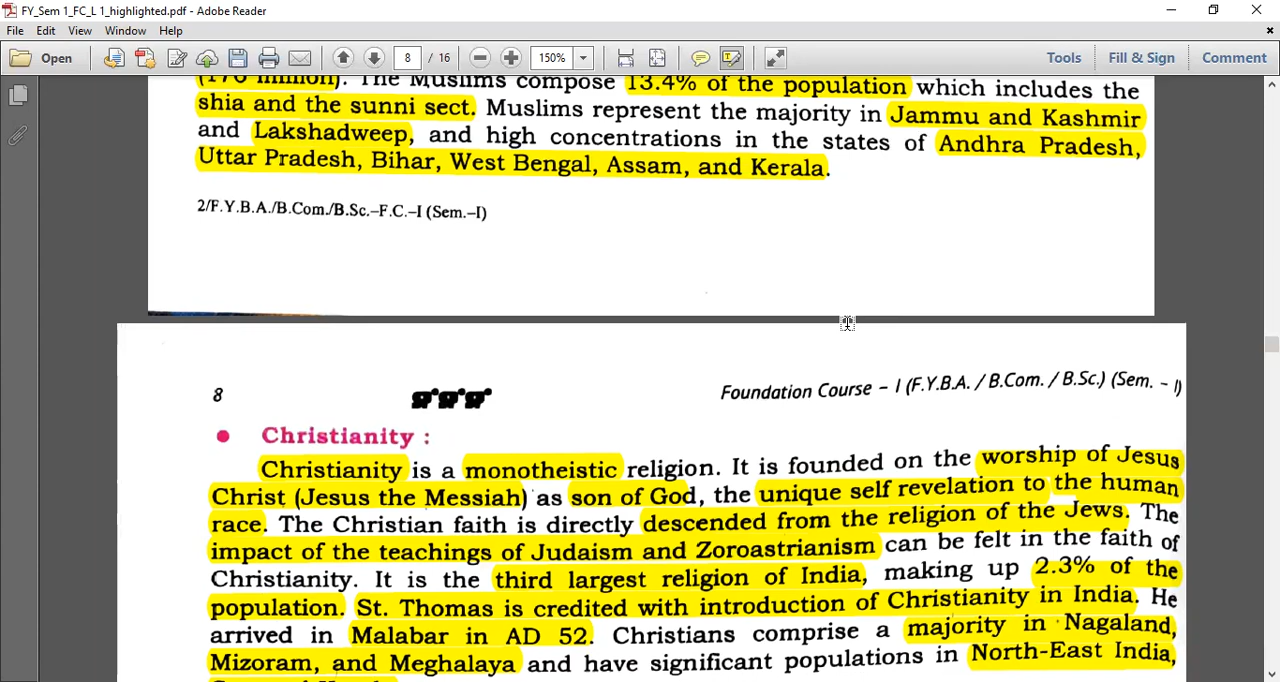 FY_Sem 1_FC_L 1_highlighted.pdf - Adobe Reader
File Edit View Window Help
Open 8 / 16 150% Tools Fill & Sign Comment
(170 million). The Muslims compose 13.4% of the population which includes the
shia and the sunni sect. Muslims represent the majority in Jammu and Kashmir
and Lakshadweep, and high concentrations in the states of Andhra Pradesh,
Uttar Pradesh, Bihar, West Bengal, Assam, and Kerala.
2/F.Y.B.A./B.Com./B.Sc.–F.C.–I (Sem.–I)
8 Foundation Course – I (F.Y.B.A. / B.Com. / B.Sc.) (Sem. – I)
• Christianity :
Christianity is a monotheistic religion. It is founded on the worship of Jesus
Christ (Jesus the Messiah) as son of God, the unique self revelation to the human
race. The Christian faith is directly descended from the religion of the Jews. The
impact of the teachings of Judaism and Zoroastrianism can be felt in the faith of
Christianity. It is the third largest religion of India, making up 2.3% of the
population. St. Thomas is credited with introduction of Christianity in India. He
arrived in Malabar in AD 52. Christians comprise a majority in Nagaland,
Mizoram, and Meghalaya and have significant populations in North-East India,